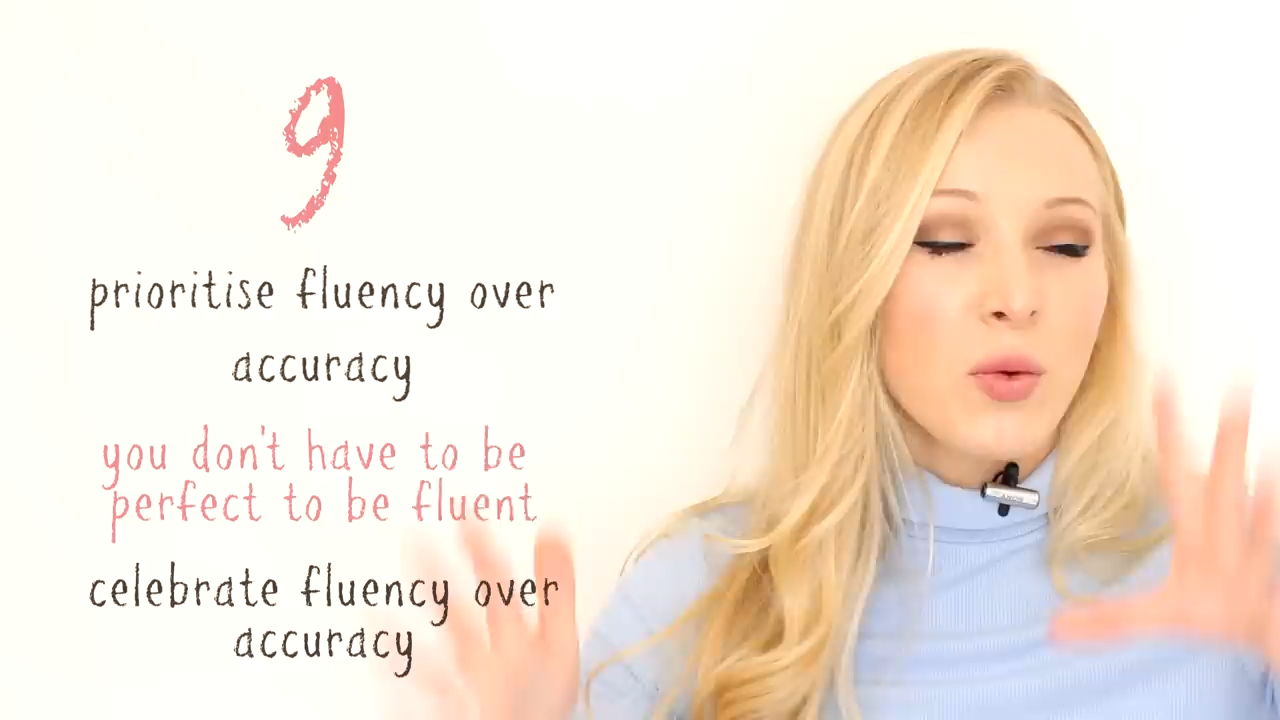 9
prioritise fluency over
accuracy
you don't have to be
perfect to be fluent
celebrate fluency over
accuracy